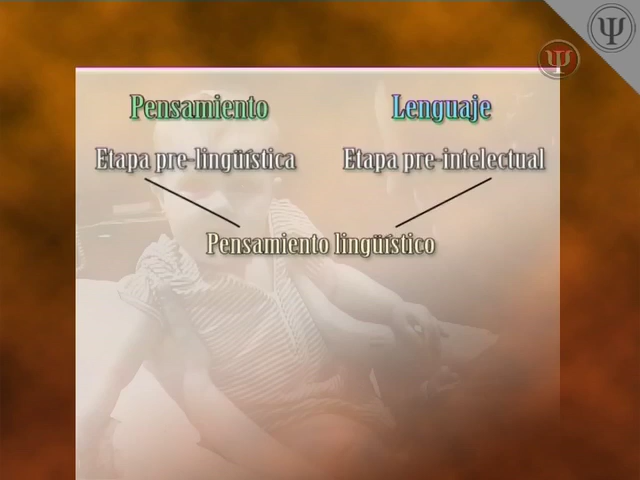 Pensamiento
Lenguaje
Etapa pre-lingüística
Etapa pre-intelectual
Pensamiento lingüístico